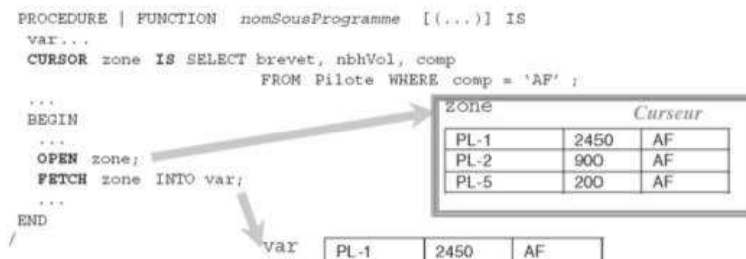 PROCEDURE | FUNCTION nomSousProgramme [(...)] IS
var...
CURSOR zone IS SELECT brevet, nbhVol, comp
FROM Pilote WHERE comp = 'AF' ;
...
BEGIN
...
OPEN zone;
FETCH zone INTO var;
...
END
/
zone Curseur
PL-1 2450 AF
PL-2 900 AF
PL-5 200 AF
var PL-1 2450 AF